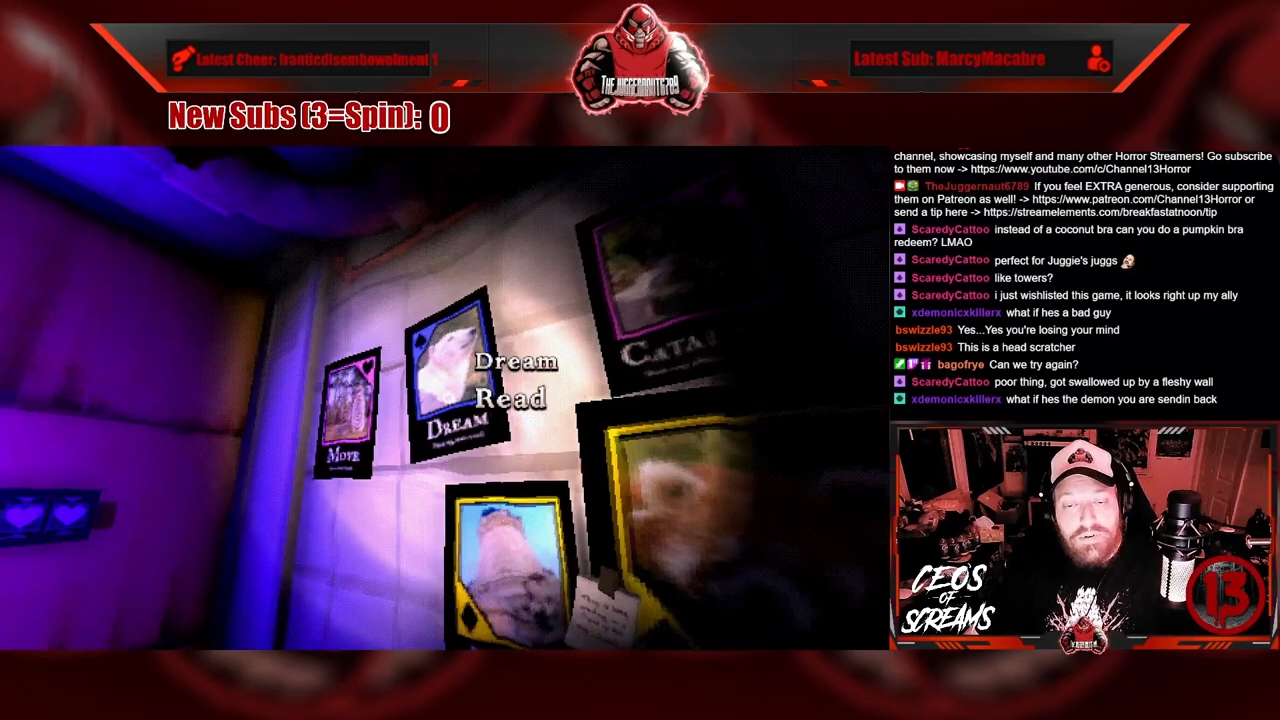 Latest Cheer: franticdisembowelment 1
THEJUGGERNAUT6789
Latest Sub: MarcyMacabre
New Subs (3=Spin): 0
channel, showcasing myself and many other Horror Streamers! Go subscribe
to them now -> https://www.youtube.com/c/Channel13Horror
TheJuggernaut6789 If you feel EXTRA generous, consider supporting
them on Patreon as well! -> https://www.patreon.com/Channel13Horror or
send a tip here -> https://streamelements.com/breakfastatnoon/tip
ScaredyCattoo instead of a coconut bra can you do a pumpkin bra
redeem? LMAO
ScaredyCattoo perfect for Juggie's juggs
ScaredyCattoo like towers?
ScaredyCattoo i just wishlisted this game, it looks right up my ally
xdemonicxkillerx what if hes a bad guy
bswizzle93 Yes...Yes you're losing your mind
bswizzle93 This is a head scratcher
bagofrye Can we try again?
ScaredyCattoo poor thing, got swallowed up by a fleshy wall
xdemonicxkillerx what if hes the demon you are sendin back
Dream
Read
DREAM
MOVE
CATA
CEOS
OF
SCREAMS
13